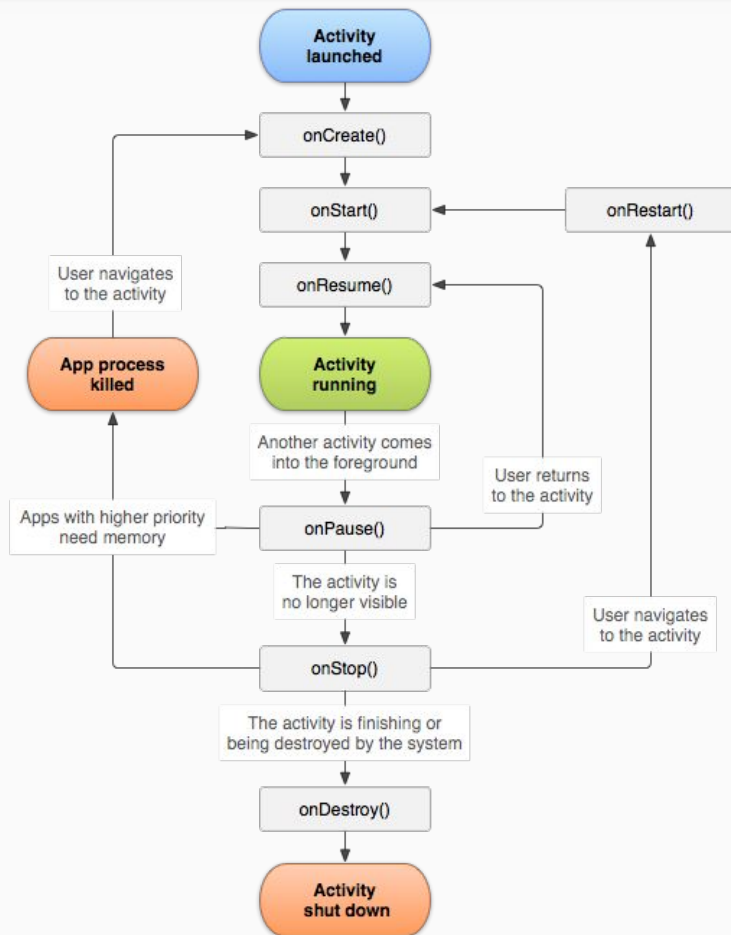 Activity
launched
onCreate()
onStart()
onRestart()
User navigates
to the activity
onResume()
App process
killed
Activity
running
Another activity comes
into the foreground
User returns
to the activity
Apps with higher priority
need memory
onPause()
The activity is
no longer visible
User navigates
to the activity
onStop()
The activity is finishing or
being destroyed by the system
onDestroy()
Activity
shut down